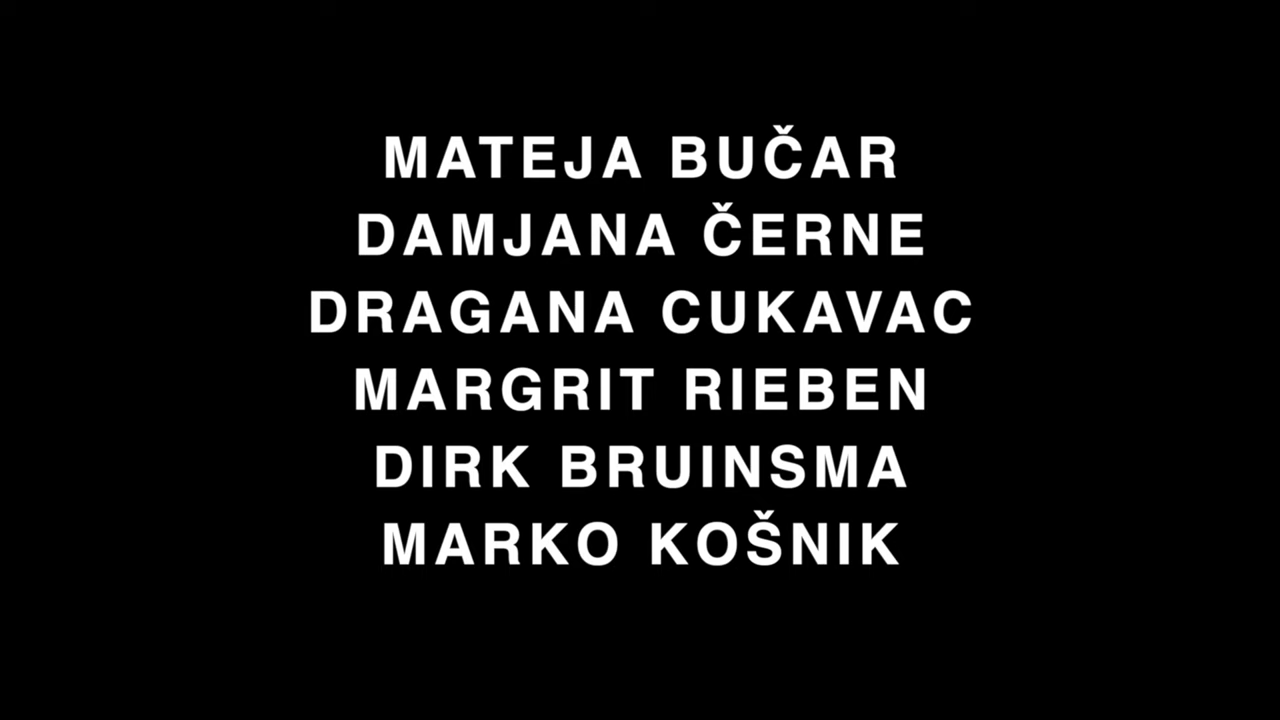 MATEJA BUČAR
DAMJANA ČERNE
DRAGANA CUKAVAC
MARGRIT RIEBEN
DIRK BRUINSMA
MARKO KOŠNIK